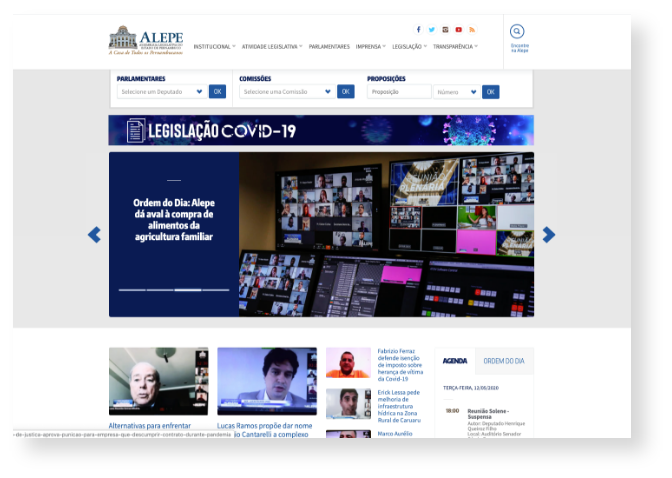 ALEPE
A Casa de Todos os Pernambucanos
INSTITUCIONAL
ATIVIDADE LEGISLATIVA
PARLAMENTARES
IMPRENSA
LEGISLAÇÃO
TRANSPARÊNCIA
Encontre
na Alepe
PARLAMENTARES
COMISSÕES
PROPOSIÇÕES
Selecione um Deputado
OK
Selecione uma Comissão
OK
Proposição
Número
OK
LEGISLAÇÃO COVID-19
Ordem do Dia: Alepe
dá aval à compra de
alimentos da
agricultura familiar
REUNIÃO
PLENÁRIA
Alternativas para enfrentar
Lucas Ramos propõe dar nome
io Cantarelli a complexo
Fabrizio Ferraz
defende isenção
de imposto sobre
herança de vítima
da Covid-19
Erick Lessa pede
melhoria de
infraestrutura
hídrica na Zona
Rural de Caruaru
Marco Aurélio
AGENDA
ORDEM DO DIA
TERÇA-FEIRA, 12/05/2020
18:00
Reunião Solene -
Suspensa
Autor: Deputado Henrique
Queiroz Filho
Local: Auditório Senador
-de-justica-aprova-punicao-para-empresa-que-descumprir-contrato-durante-pandemia